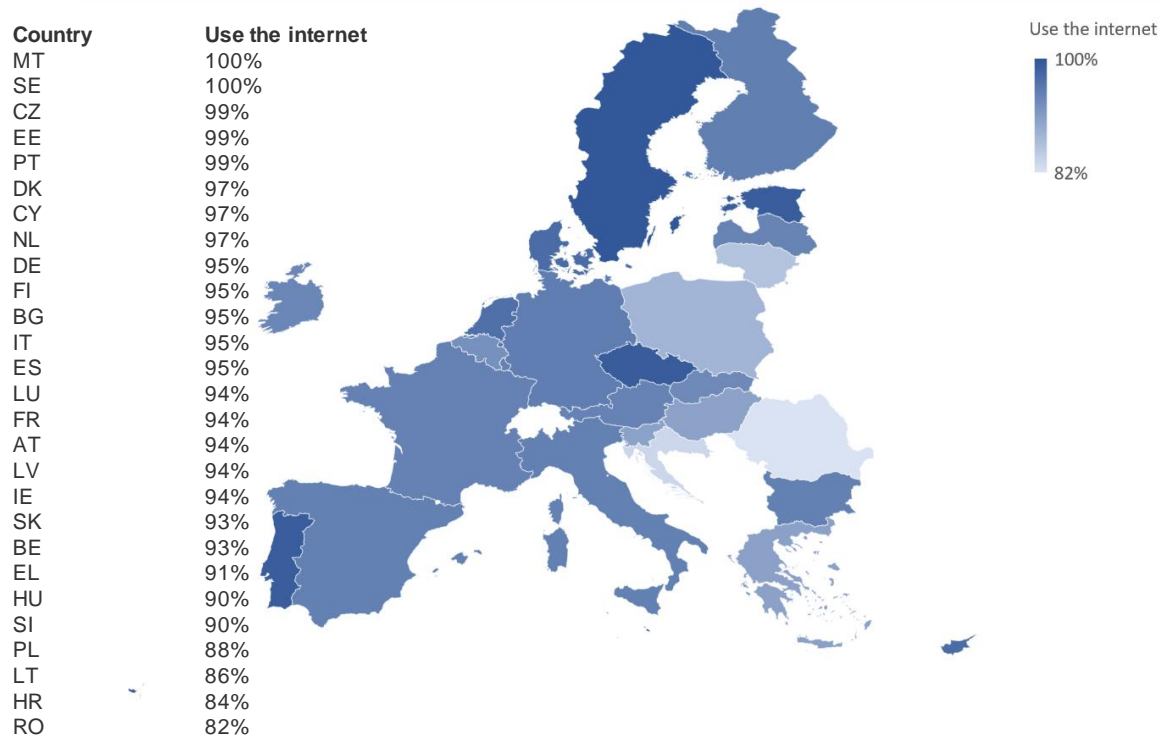 Country Use the internet
MT 100%
SE 100%
CZ 99%
EE 99%
PT 99%
DK 97%
CY 97%
NL 97%
DE 95%
FI 95%
BG 95%
IT 95%
ES 95%
LU 94%
FR 94%
AT 94%
LV 94%
IE 94%
SK 93%
BE 93%
EL 91%
HU 90%
SI 90%
PL 88%
LT 86%
HR 84%
RO 82%
Use the internet
100%
82%